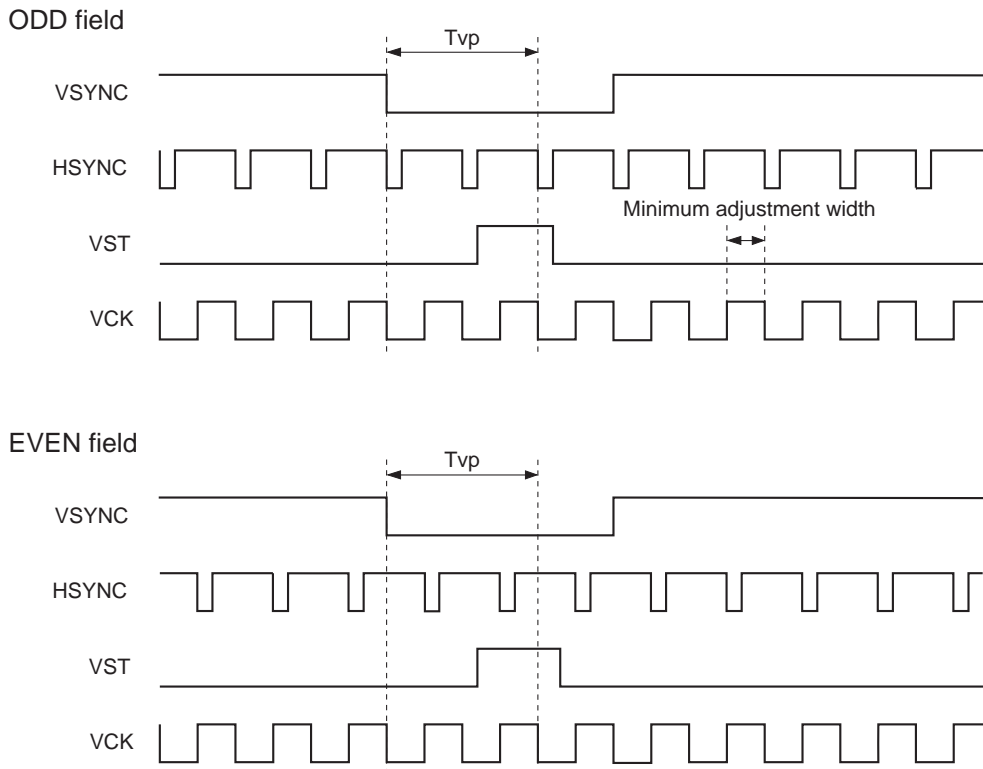 ODD field
Tvp
VSYNC
HSYNC
Minimum adjustment width
VST
VCK
EVEN field
Tvp
VSYNC
HSYNC
VST
VCK